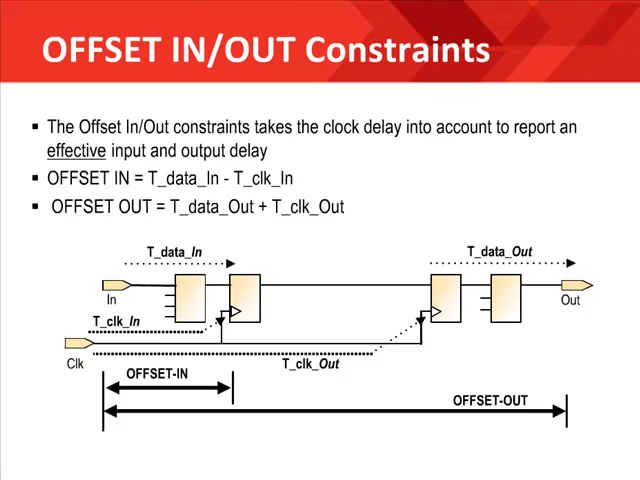 OFFSET IN/OUT Constraints
▪ The Offset In/Out constraints takes the clock delay into account to report an
effective input and output delay
▪ OFFSET IN = T_data_In - T_clk_In
▪ OFFSET OUT = T_data_Out + T_clk_Out
T_data_In
T_data_Out
In
Out
T_clk_In
Clk
T_clk_Out
OFFSET-IN
OFFSET-OUT